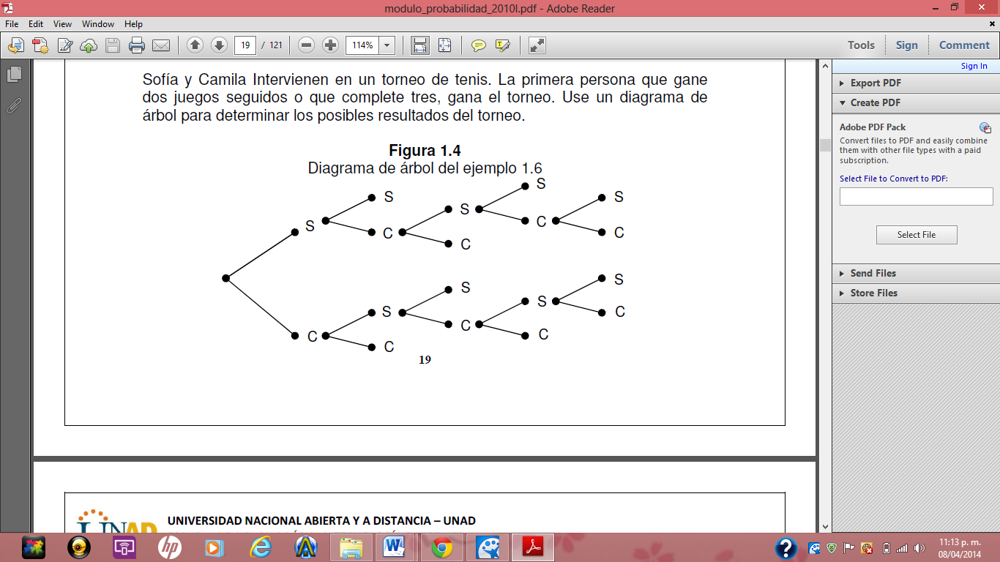 modulo_probabilidad_2010I.pdf - Adobe Reader
File Edit View Window Help
19 / 121 114% Tools Sign Comment
Sofía y Camila Intervienen en un torneo de tenis. La primera persona que gane
dos juegos seguidos o que complete tres, gana el torneo. Use un diagrama de
árbol para determinar los posibles resultados del torneo.
Figura 1.4
Diagrama de árbol del ejemplo 1.6
S
S S
S
S
C
C
C
C
S
S
S
S
C
C
C
C
C
19
UNIVERSIDAD NACIONAL ABIERTA Y A DISTANCIA – UNAD
UNAD
Sign In
Export PDF
Create PDF
Adobe PDF Pack
Convert files to PDF and easily combine
them with other file types with a paid
subscription.
Select File to Convert to PDF:
Select File
Send Files
Store Files
hp
11:13 p. m.
08/04/2014